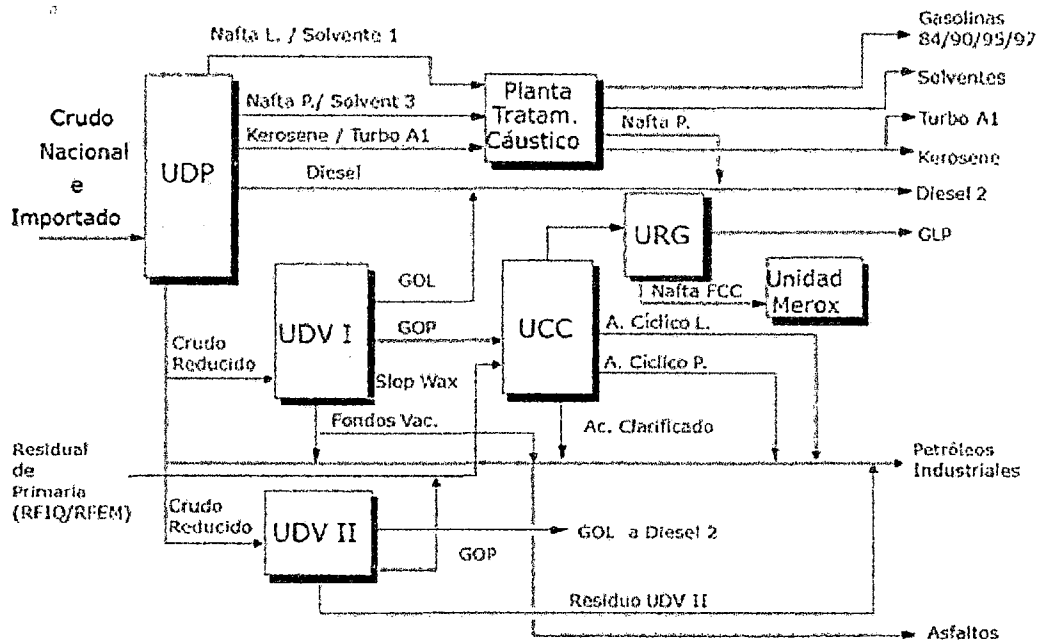 Nafta L. / Solvente 1
Gasolinas
84/90/95/97
Crudo
Nacional
e
Importado
UDP
Nafta P./ Solvent 3
Kerosene / Turbo A1
Planta
Tratam.
Cáustico
Solventes
Nafta P.
Turbo A1
Kerosene
Diesel
Diesel 2
URG
GLP
GOL
UDV I
GOP
UCC
Nafta FCC
Unidad
Merox
A. Cíclico L.
Crudo
Reducido
Slop Wax
A. Cíclico P.
Fondos Vac.
Ac. Clarificado
Residual
de
Primaria
(RFIQ/RFEM)
Petróleos
Industriales
Crudo
Reducido
UDV II
GOL a Diesel 2
GOP
Residuo UDV II
Asfaltos